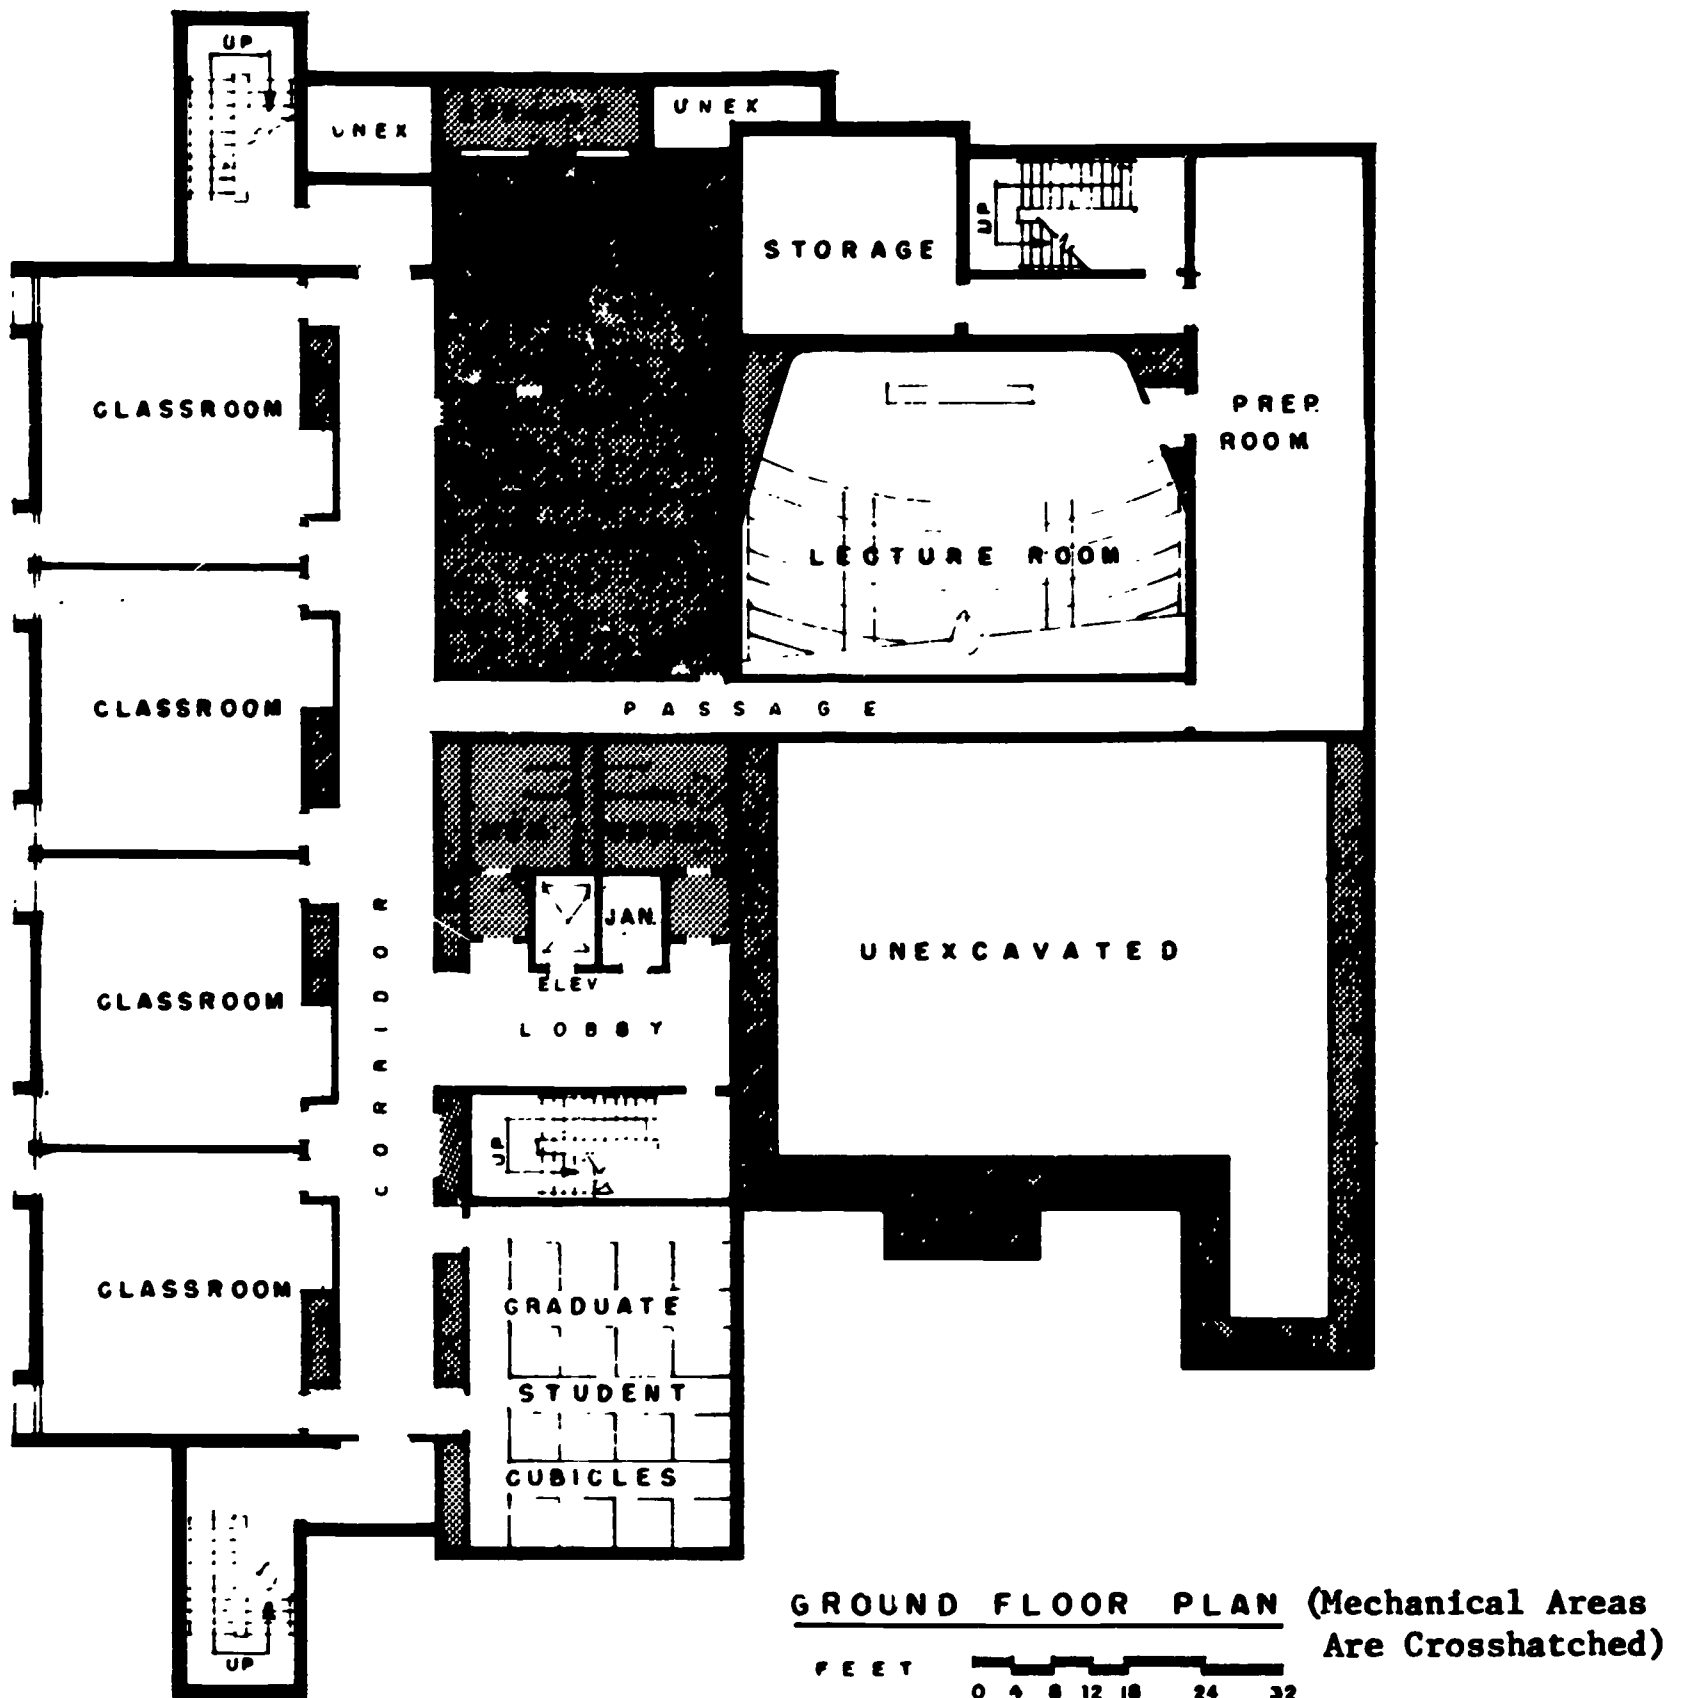 UP
UNEX
UNEX
STORAGE
UP
CLASSROOM
PREP.
ROOM
LECTURE ROOM
CLASSROOM
PASSAGE
MEN
WOMEN
JAN.
ELEV
LOBBY
UNEXCAVATED
CLASSROOM
CORRIDOR
UP
CLASSROOM
GRADUATE
STUDENT
CUBICLES
UP
GROUND FLOOR PLAN (Mechanical Areas
Are Crosshatched)
FEET
0 4 8 12 16 24 32